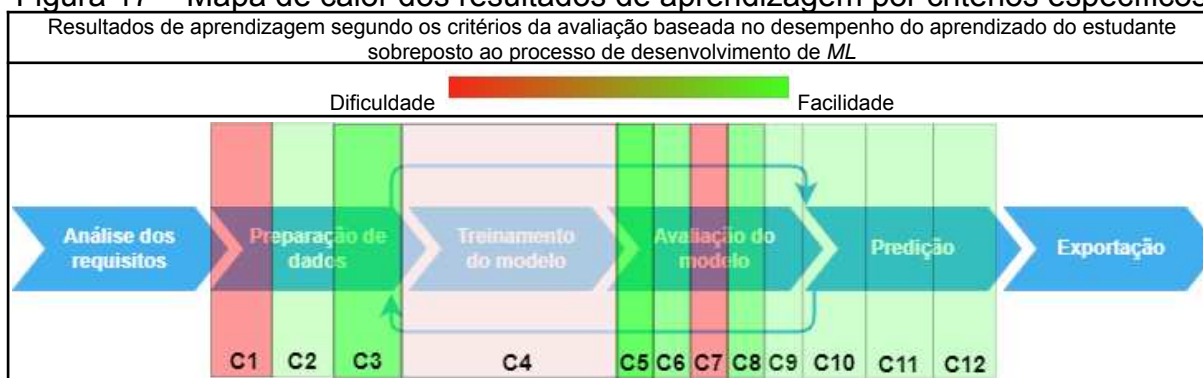 Figura 17 – Mapa de calor dos resultados de aprendizagem por critérios específicos
Resultados de aprendizagem segundo os critérios da avaliação baseada no desempenho do aprendizado do estudante
sobreposto ao processo de desenvolvimento de ML
Dificuldade Facilidade
Análise dos
requisitos
Preparação de
dados
Treinamento
do modelo
Avaliação do
modelo
Predição
Exportação
C1 C2 C3 C4 C5 C6 C7 C8 C9 C10 C11 C12